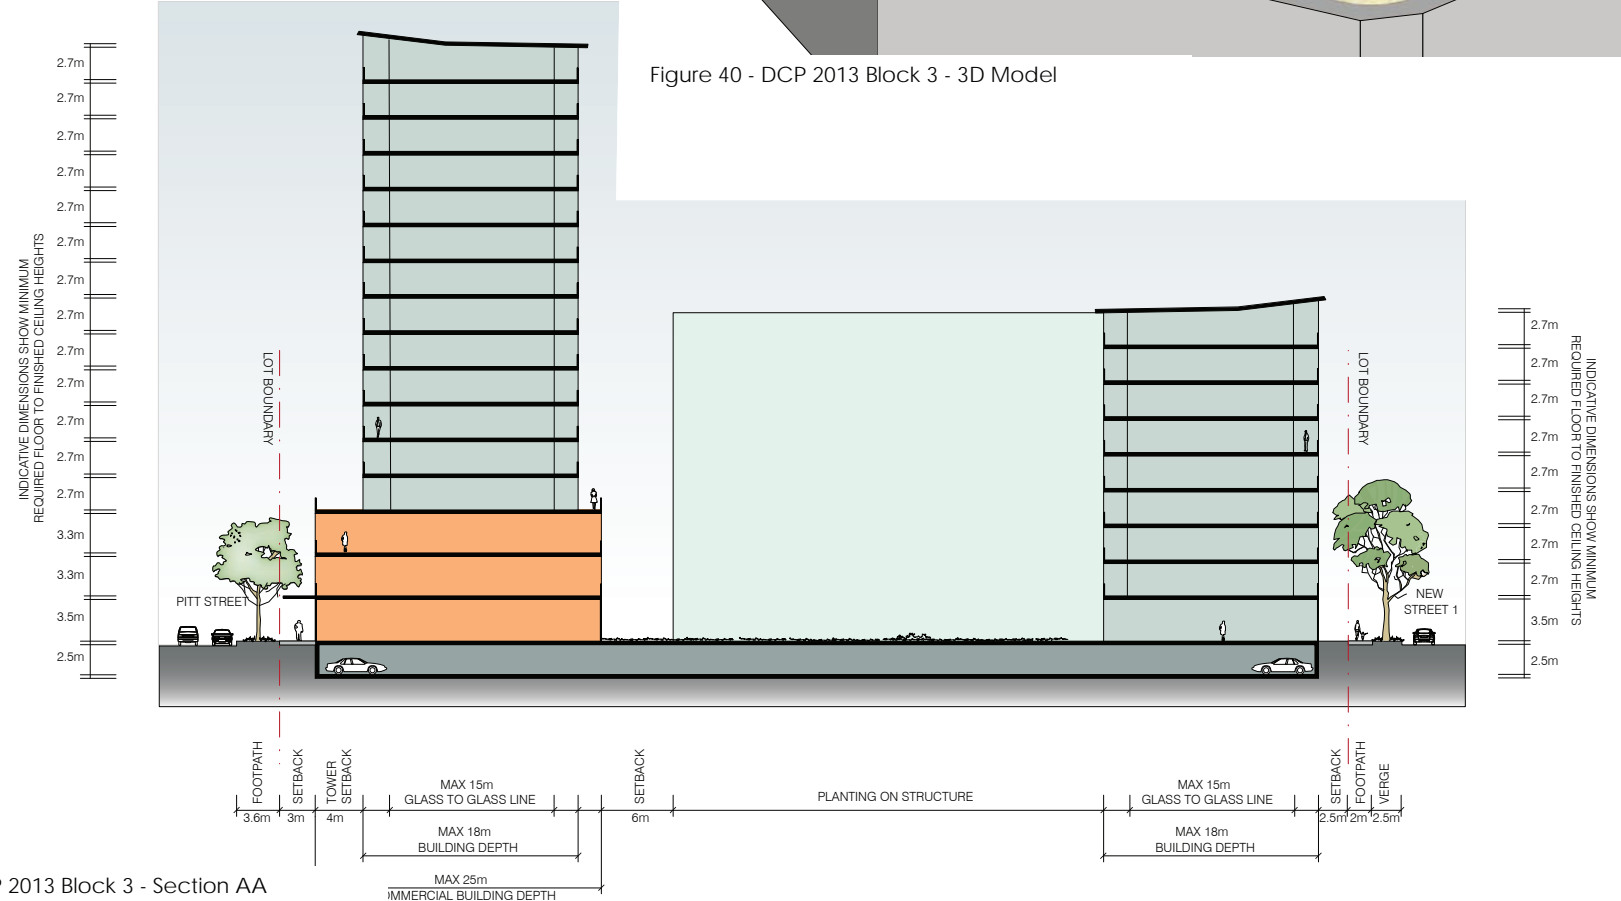 Figure 40 - DCP 2013 Block 3 - 3D Model
2.7m
2.7m
2.7m
2.7m
2.7m
2.7m
2.7m
2.7m
2.7m
2.7m
2.7m
2.7m
2.7m
3.3m
3.3m
3.5m
2.5m
INDICATIVE DIMENSIONS SHOW MINIMUM
REQUIRED FLOOR TO FINISHED CEILING HEIGHTS
LOT BOUNDARY
PITT STREET
LOT BOUNDARY
NEW
STREET 1
2.7m
2.7m
2.7m
2.7m
2.7m
2.7m
2.7m
2.7m
3.5m
2.5m
INDICATIVE DIMENSIONS SHOW MINIMUM
REQUIRED FLOOR TO FINISHED CEILING HEIGHTS
FOOTPATH
SETBACK
TOWER
SETBACK
MAX 15m
GLASS TO GLASS LINE
SETBACK
PLANTING ON STRUCTURE
MAX 15m
GLASS TO GLASS LINE
SETBACK
FOOTPATH
VERGE
3.6m
3m
4m
6m
2.5m
2m
2.5m
MAX 18m
BUILDING DEPTH
MAX 18m
BUILDING DEPTH
MAX 25m
MMERCIAL BUILDING DEPTH
P 2013 Block 3 - Section AA